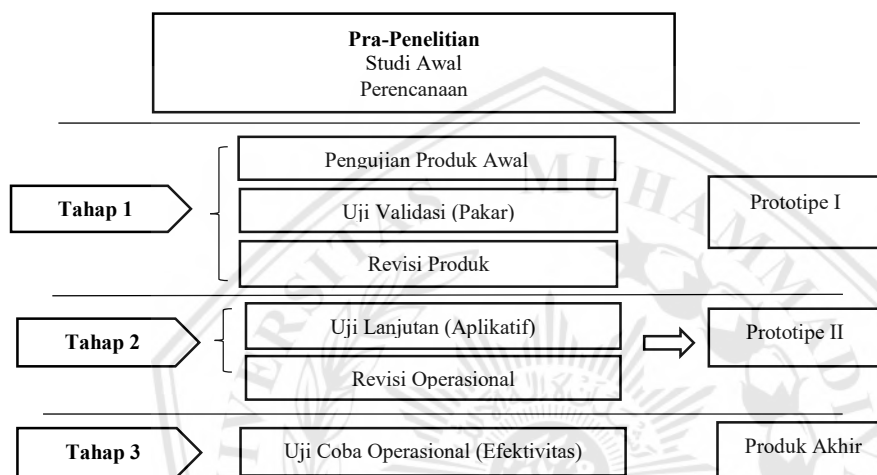 Pra-Penelitian
Studi Awal
Perencanaan
Tahap 1
Pengujian Produk Awal
Uji Validasi (Pakar)
Revisi Produk
Prototipe I
Tahap 2
Uji Lanjutan (Aplikatif)
Revisi Operasional
Prototipe II
Tahap 3
Uji Coba Operasional (Efektivitas)
Produk Akhir